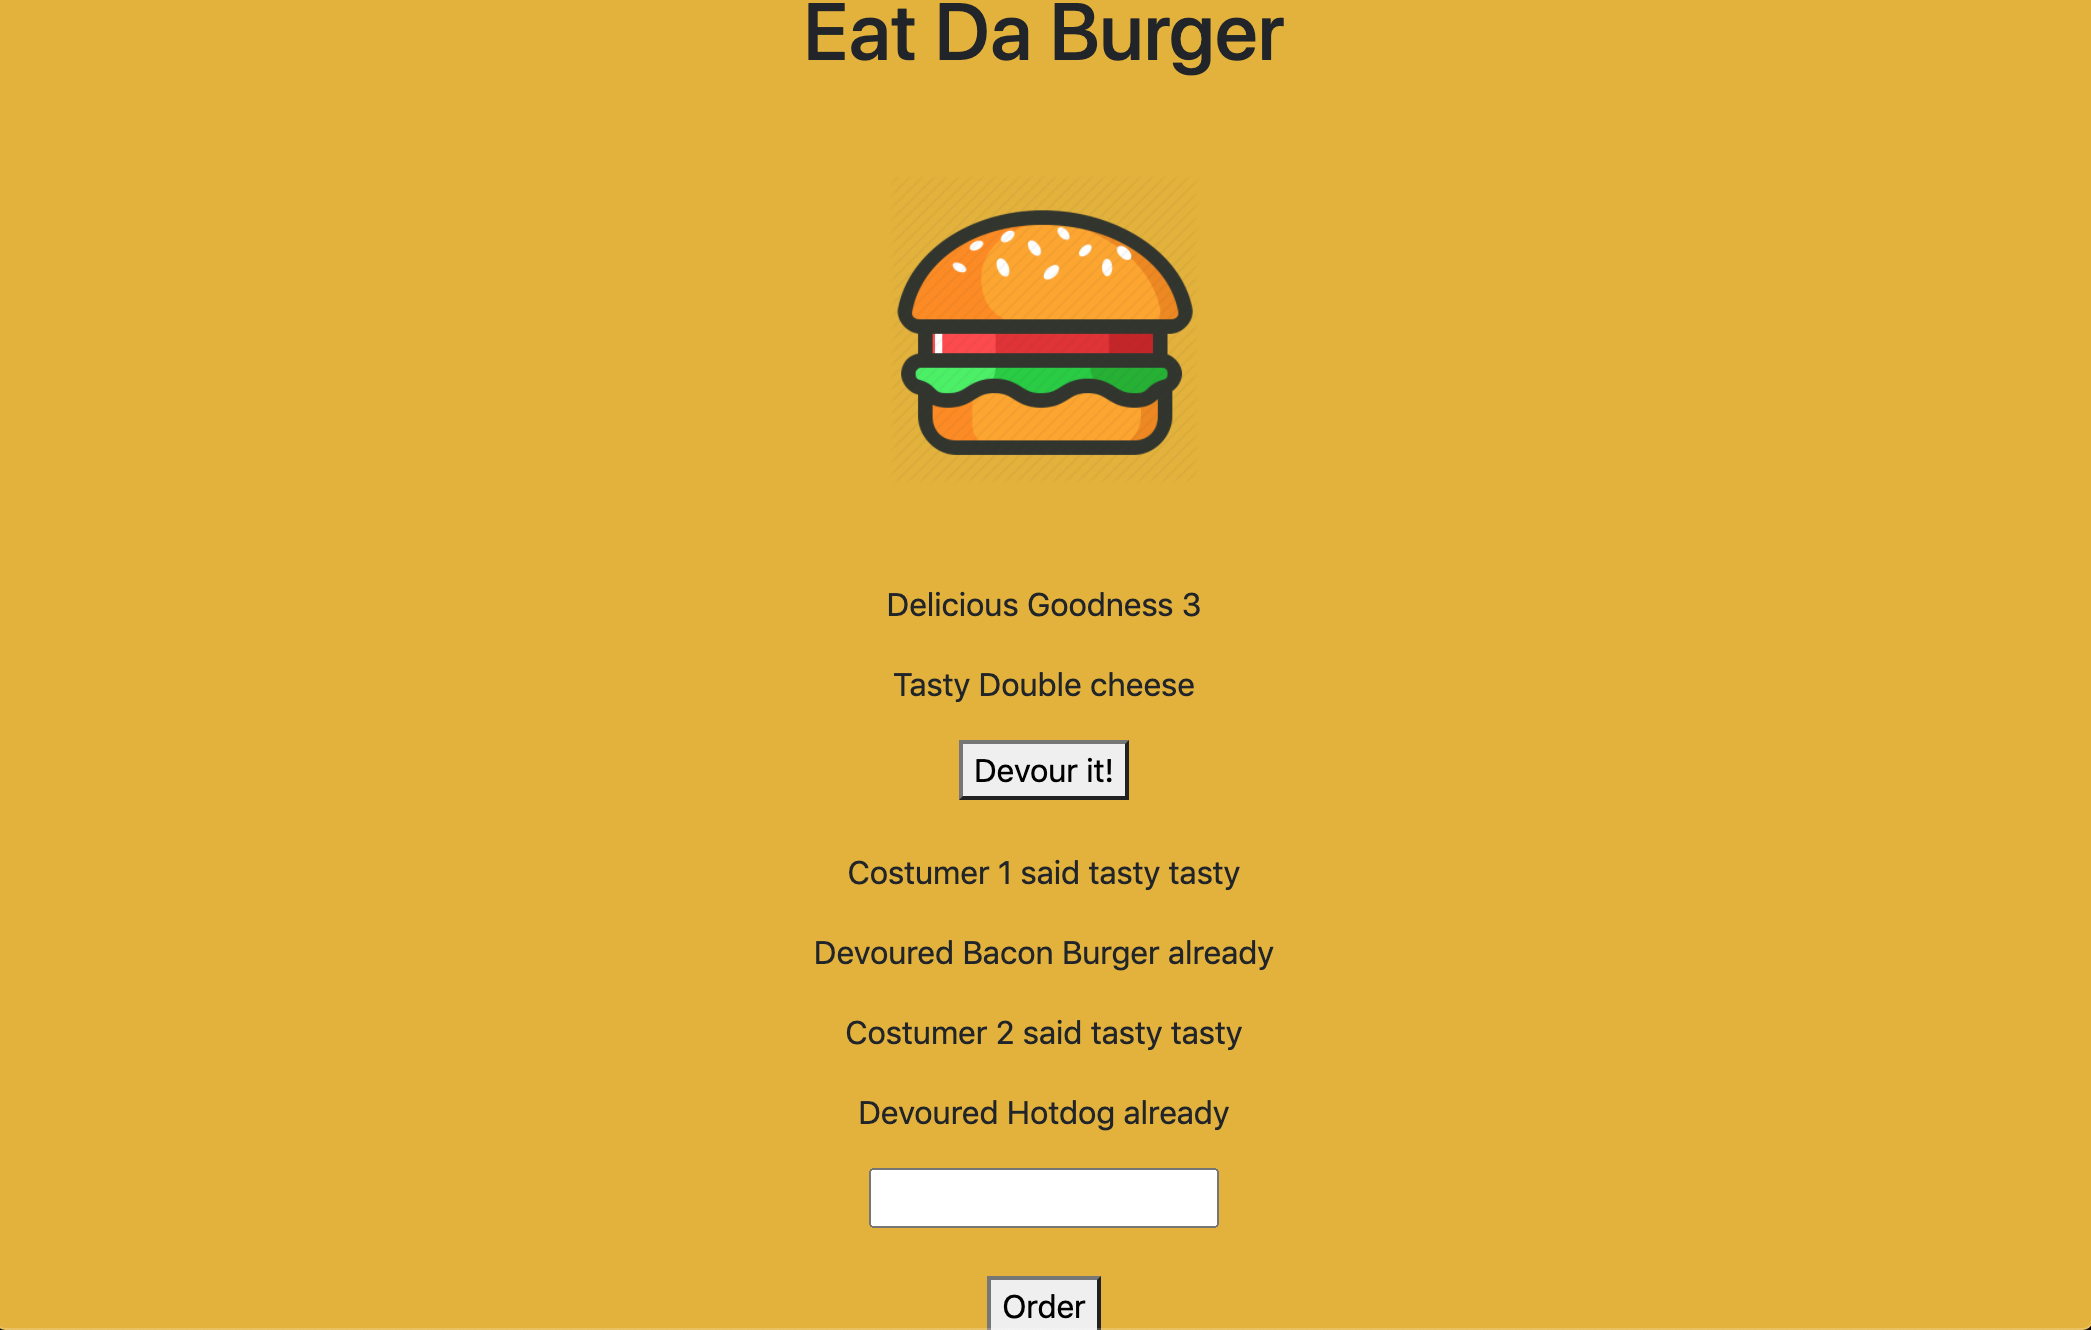 Eat Da Burger
Delicious Goodness 3
Tasty Double cheese
Devour it!
Costumer 1 said tasty tasty
Devoured Bacon Burger already
Costumer 2 said tasty tasty
Devoured Hotdog already
Order